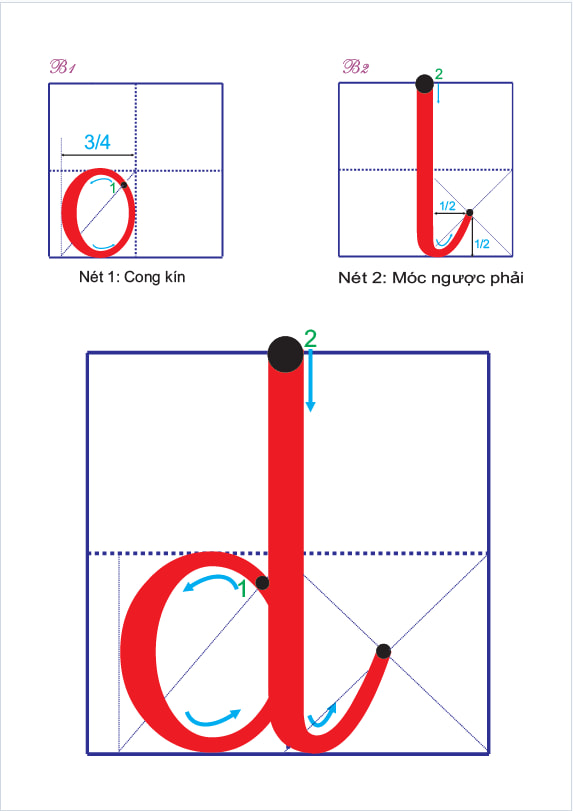 B1
B2
2
3/4
1
1/2
1/2
Nét 1: Cong kín
Nét 2: Móc ngược phải
2
1
d